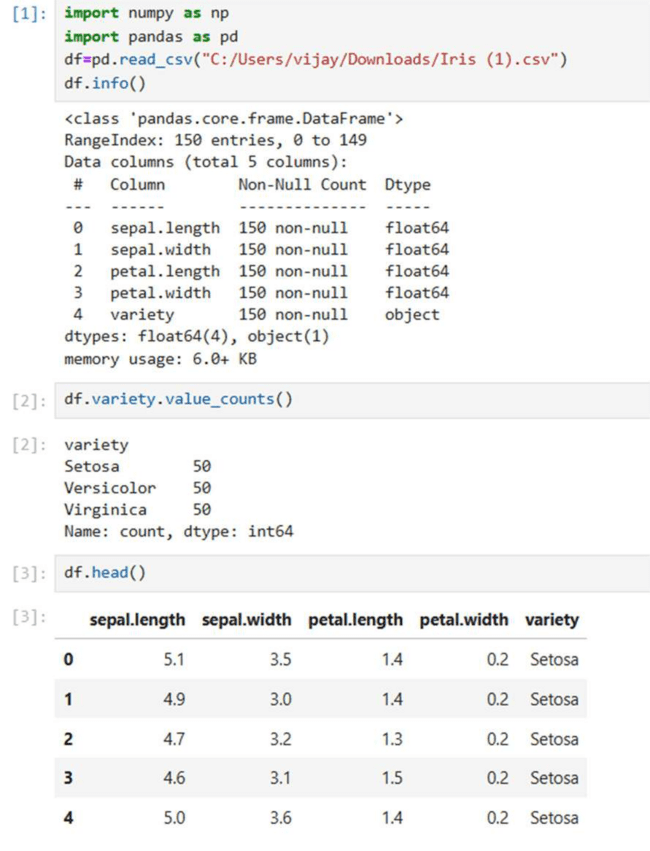 [1]: import numpy as np
import pandas as pd
df=pd.read_csv("C:/Users/vijay/Downloads/Iris (1).csv")
df.info()
<class 'pandas.core.frame.DataFrame'>
RangeIndex: 150 entries, 0 to 149
Data columns (total 5 columns):
 #   Column        Non-Null Count  Dtype
---  ------        --------------  -----
 0   sepal.length  150 non-null    float64
 1   sepal.width   150 non-null    float64
 2   petal.length  150 non-null    float64
 3   petal.width   150 non-null    float64
 4   variety       150 non-null    object
dtypes: float64(4), object(1)
memory usage: 6.0+ KB
[2]: df.variety.value_counts()
[2]: variety
Setosa        50
Versicolor    50
Virginica     50
Name: count, dtype: int64
[3]: df.head()
[3]: sepal.length sepal.width petal.length petal.width variety
0 5.1 3.5 1.4 0.2 Setosa
1 4.9 3.0 1.4 0.2 Setosa
2 4.7 3.2 1.3 0.2 Setosa
3 4.6 3.1 1.5 0.2 Setosa
4 5.0 3.6 1.4 0.2 Setosa